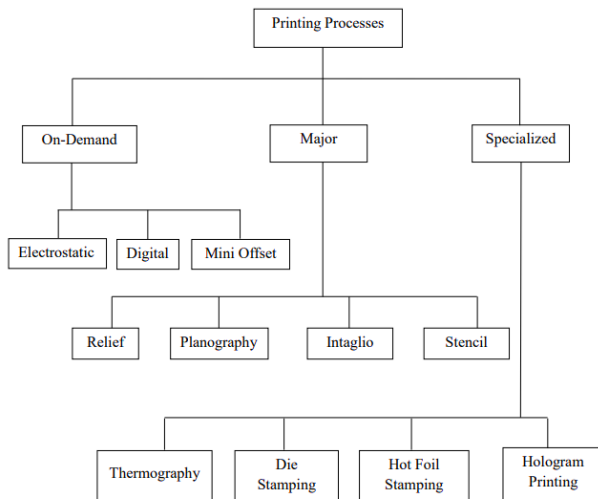 Printing Processes
On-Demand
Major
Specialized
Electrostatic
Digital
Mini Offset
Relief
Planography
Intaglio
Stencil
Thermography
Die
Stamping
Hot Foil
Stamping
Hologram
Printing